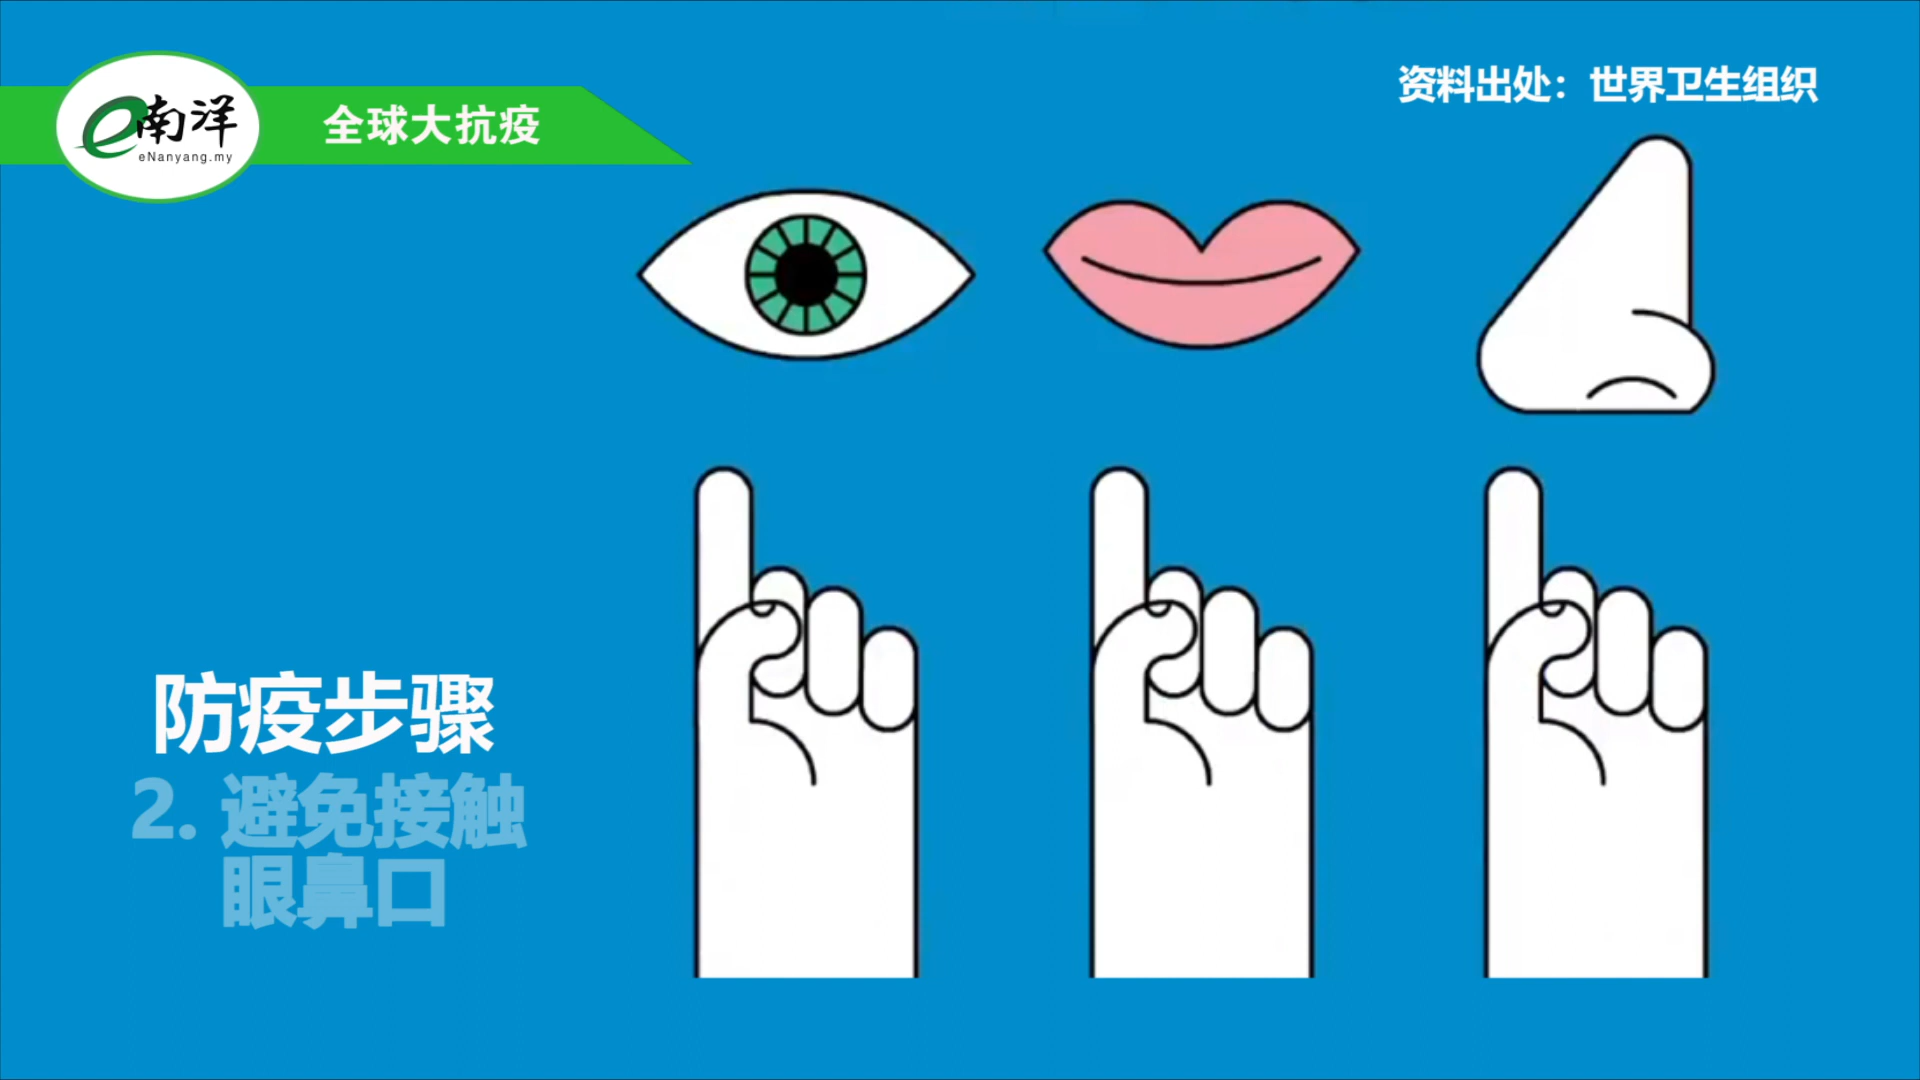 e南洋
eNanyang.my
全球大抗疫
资料出处：世界卫生组织
防疫步骤
2. 避免接触
眼鼻口